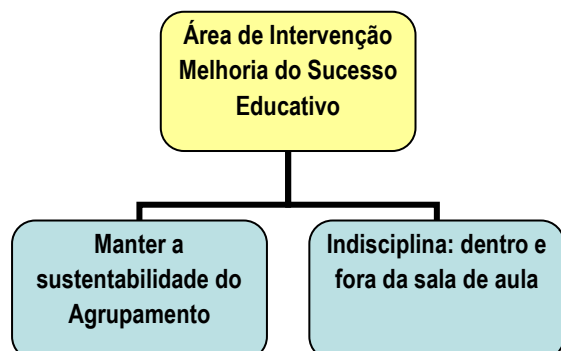 Área de Intervenção
Melhoria do Sucesso
Educativo
Manter a
sustentabilidade do
Agrupamento
Indisciplina: dentro e
fora da sala de aula